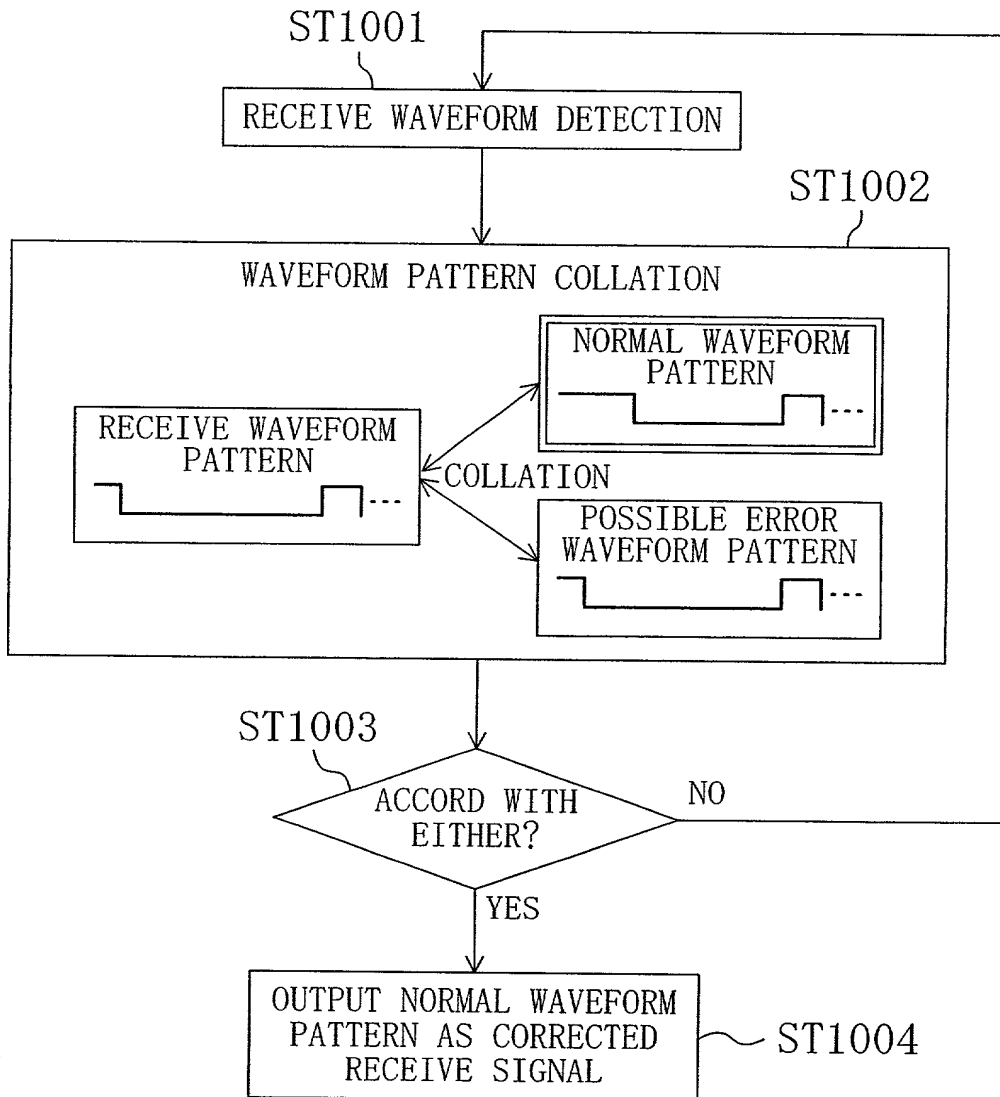 ST1001
RECEIVE WAVEFORM DETECTION
ST1002
WAVEFORM PATTERN COLLATION
NORMAL WAVEFORM
PATTERN
RECEIVE WAVEFORM
PATTERN
COLLATION
POSSIBLE ERROR
WAVEFORM PATTERN
ST1003
ACCORD WITH
EITHER?
NO
YES
OUTPUT NORMAL WAVEFORM
PATTERN AS CORRECTED
RECEIVE SIGNAL
ST1004